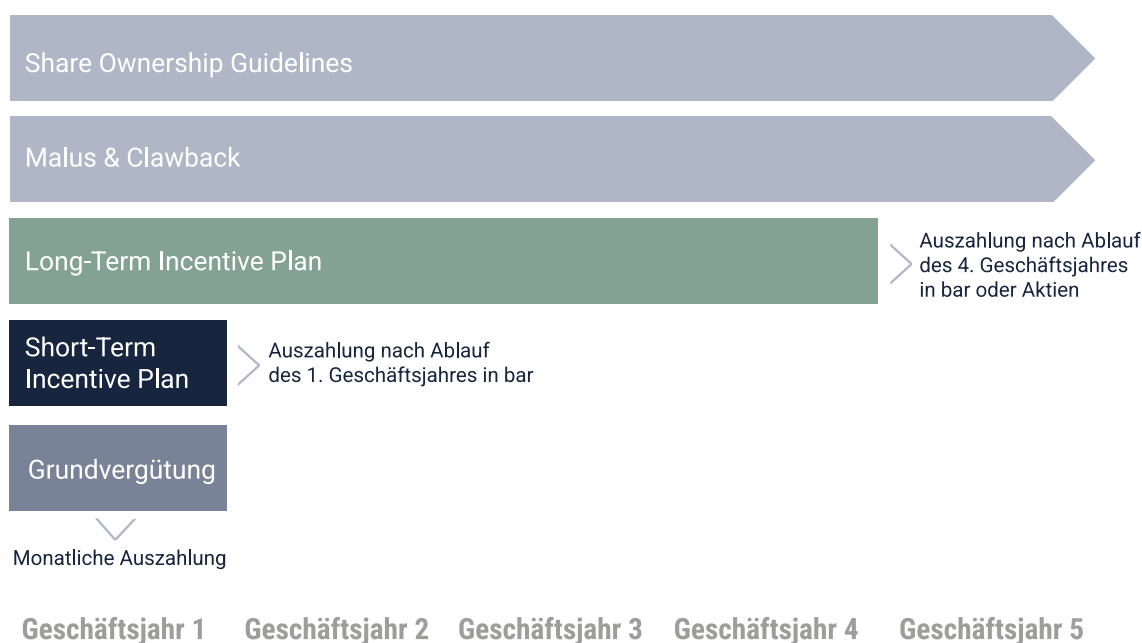 Share Ownership Guidelines
Malus & Clawback
Long-Term Incentive Plan
Auszahlung nach Ablauf
des 4. Geschäftsjahres
in bar oder Aktien
Short-Term
Incentive Plan
Auszahlung nach Ablauf
des 1. Geschäftsjahres in bar
Grundvergütung
Monatliche Auszahlung
Geschäftsjahr 1 Geschäftsjahr 2 Geschäftsjahr 3 Geschäftsjahr 4 Geschäftsjahr 5